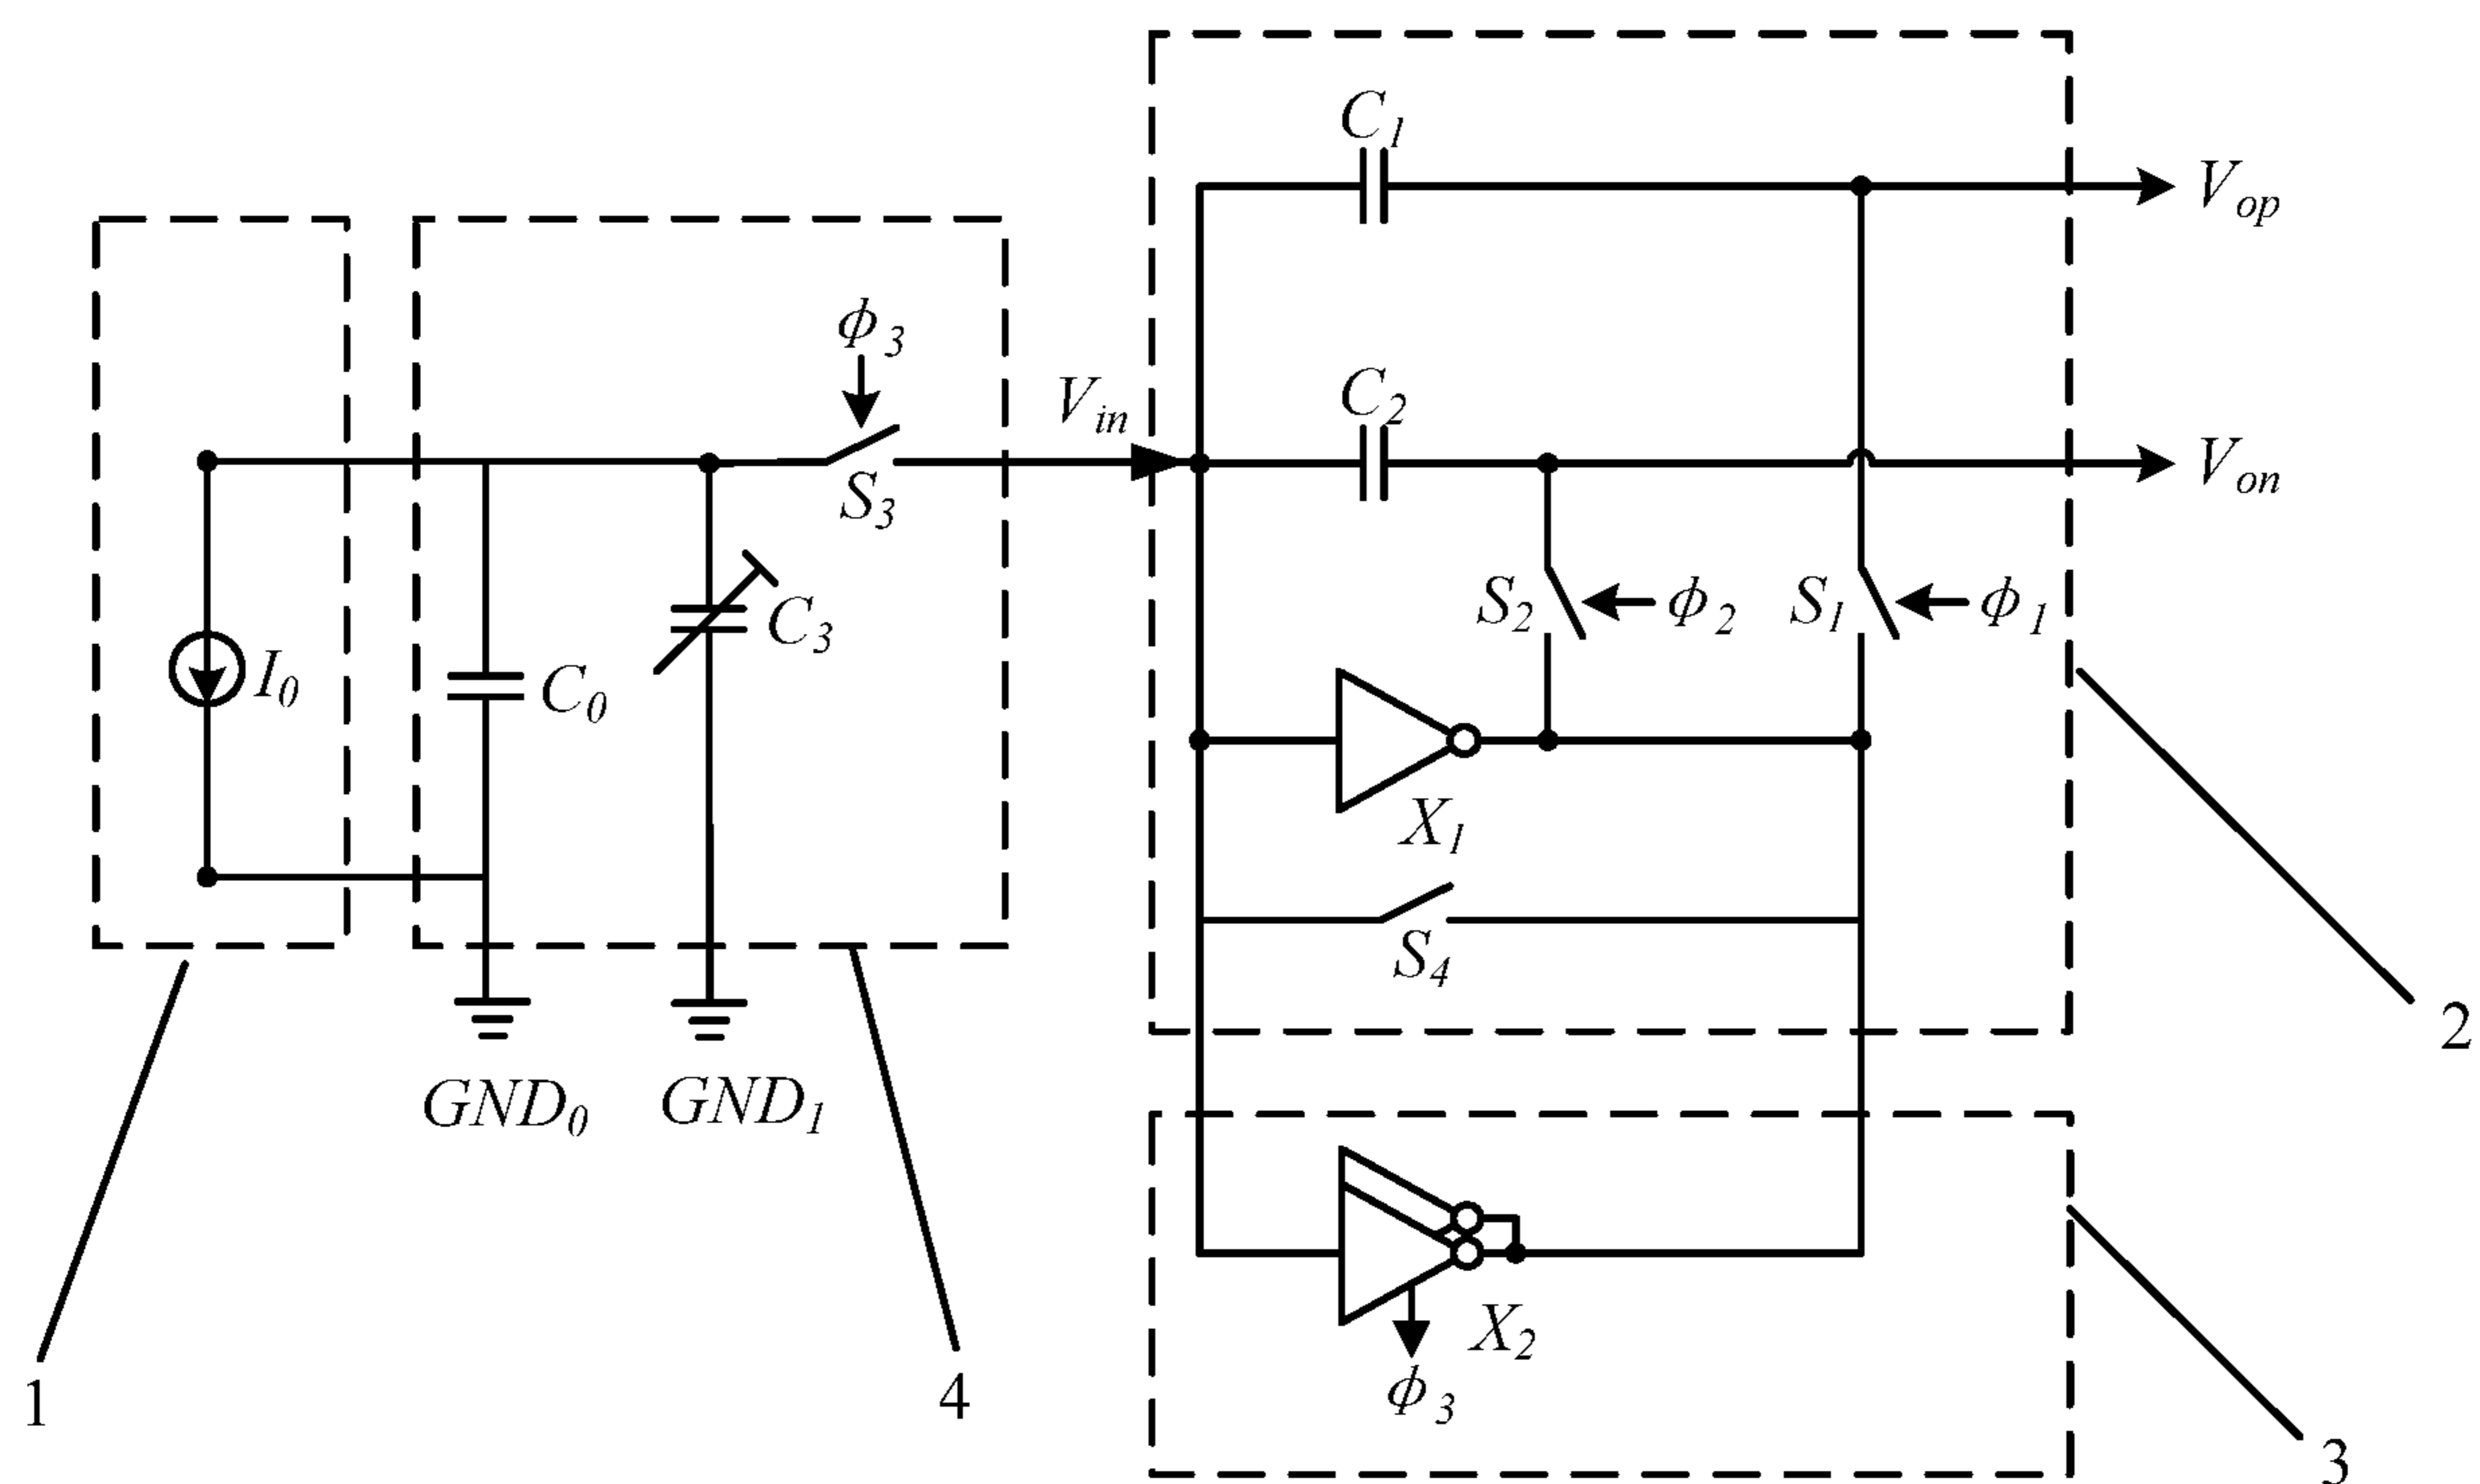 C1
Vop
ϕ3
Vin
C2
Von
S3
S2
ϕ2
S1
ϕ1
C3
I0
C0
X1
S4
2
GND0
GND1
X2
ϕ3
1
4
3